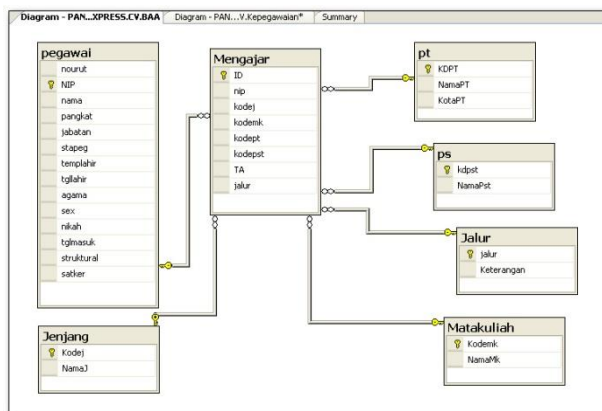 Diagram - PAN...XPRESS.CV.BAA
Diagram - PAN...V.Kepegawaian*
Summary
pegawai
nourut
NIP
nama
pangkat
jabatan
stapeg
templahir
tgllahir
agama
sex
nikah
tglmasuk
struktural
satker
Mengajar
ID
nip
kodej
kodemk
kodept
kodepst
TA
jalur
pt
KDPT
NamaPT
KotaPT
ps
kdpst
NamaPst
Jalur
jalur
Keterangan
Jenjang
Kodej
NamaJ
Matakuliah
Kodemk
NamaMk